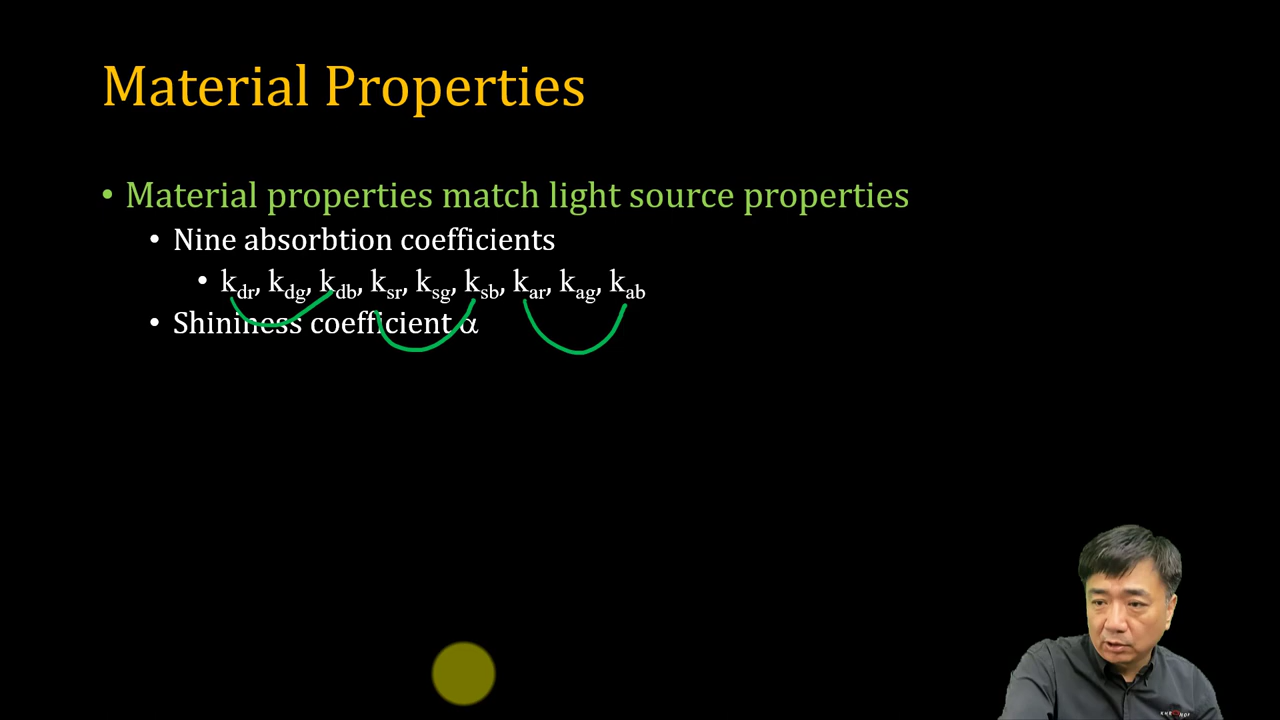 Material Properties
• Material properties match light source properties
• Nine absorbtion coefficients
• k_dr, k_dg, k_db, k_sr, k_sg, k_sb, k_ar, k_ag, k_ab
• Shininess coefficient α